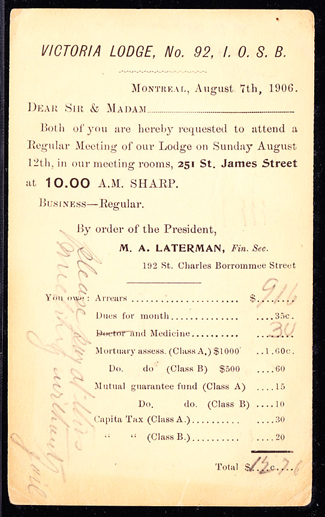 VICTORIA LODGE, No. 92, I. O. S. B.
MONTREAL, August 7th, 1906.
DEAR SIR & MADAM
Both of you are hereby requested to attend a
Regular Meeting of our Lodge on Sunday August
12th, in our meeting rooms, 251 St. James Street
at 10.00 A.M. SHARP.
BUSINESS—Regular.
By order of the President,
M. A. LATERMAN, Fin. Sec.
192 St. Charles Borrommee Street
You owe: Arrears ..................... $
Dues for month ................ 35c.
Doctor and Medicine ........... 34
Mortuary assess. (Class A,) $1000 ..1.60c.
Do. do (Class B) $500 ....60
Mutual guarantee fund (Class A) ....15
Do, do. (Class B) ....10
Capita Tax (Class A.) ........... ....30
" " (Class B.) ........... ....20
Total $
Please